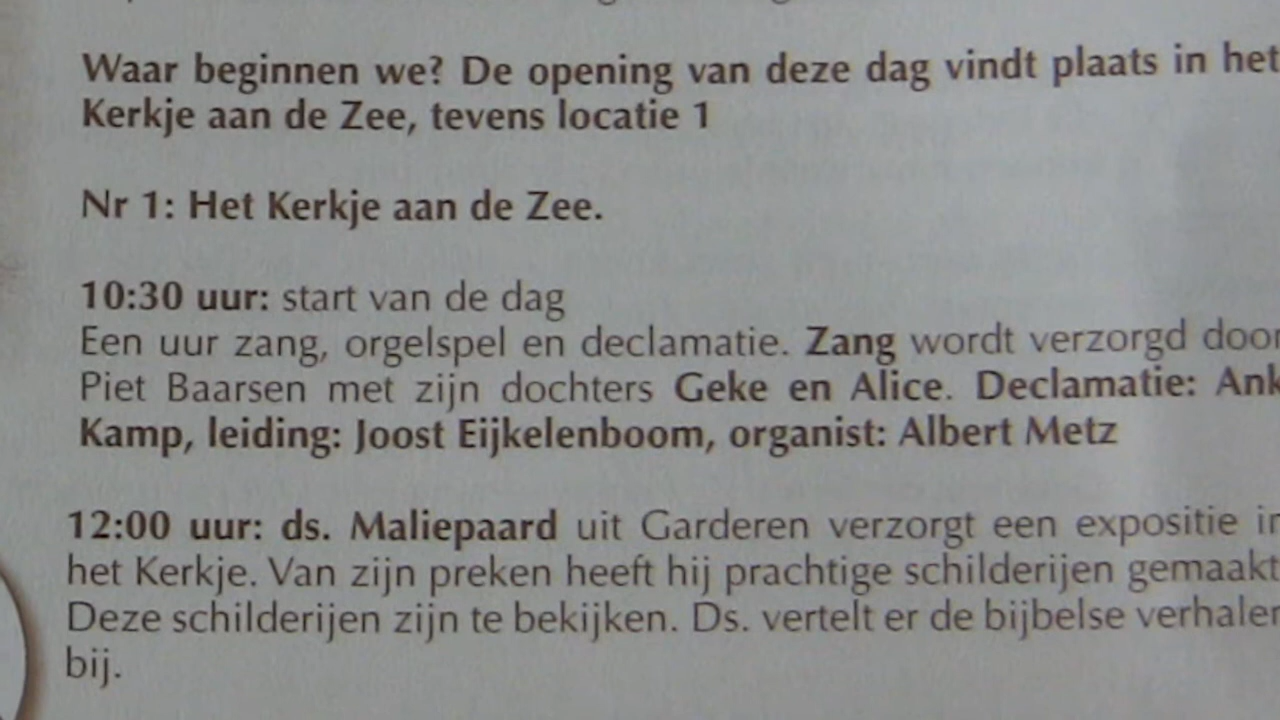 Waar beginnen we? De opening van deze dag vindt plaats in het
Kerkje aan de Zee, tevens locatie 1
Nr 1: Het Kerkje aan de Zee.
10:30 uur: start van de dag
Een uur zang, orgelspel en declamatie. Zang wordt verzorgd door
Piet Baarsen met zijn dochters Geke en Alice. Declamatie: Ank
Kamp, leiding: Joost Eijkelenboom, organist: Albert Metz
12:00 uur: ds. Maliepaard uit Garderen verzorgt een expositie in
het Kerkje. Van zijn preken heeft hij prachtige schilderijen gemaakt
Deze schilderijen zijn te bekijken. Ds. vertelt er de bijbelse verhalen
bij.